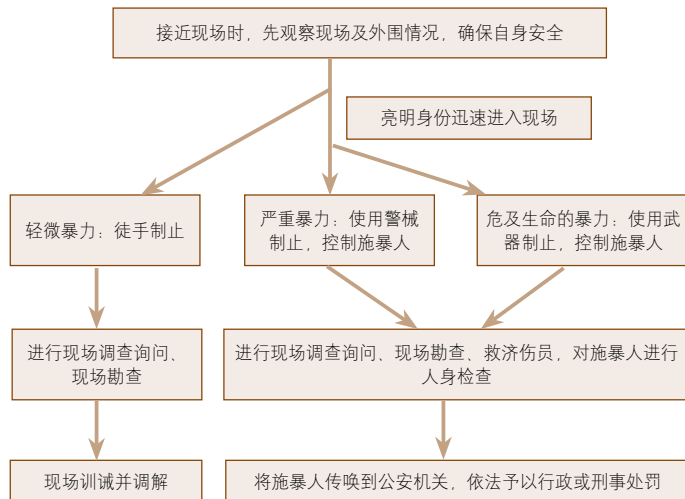 接近现场时，先观察现场及外围情况，确保自身安全
亮明身份迅速进入现场
轻微暴力：徒手制止
严重暴力：使用警械
制止，控制施暴人
危及生命的暴力：使用武
器制止，控制施暴人
进行现场调查询问、
现场勘查
进行现场调查询问、现场勘查、救济伤员，对施暴人进行
人身检查
现场训诫并调解
将施暴人传唤到公安机关，依法予以行政或刑事处罚